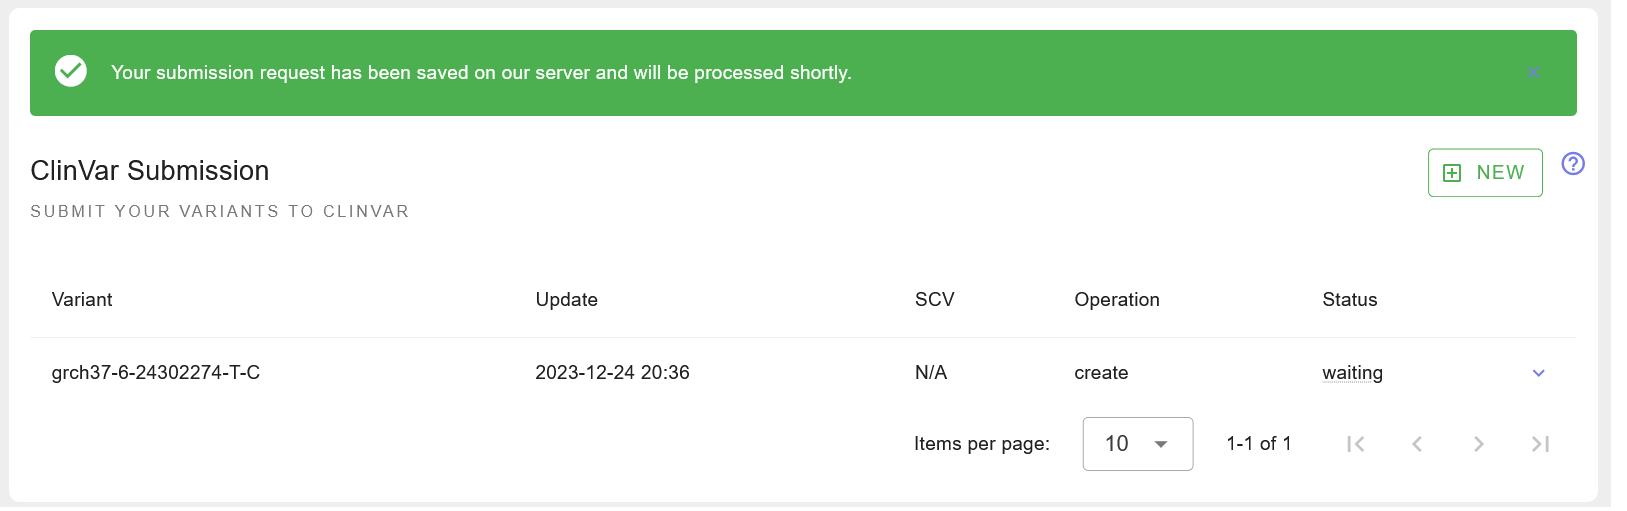 Your submission request has been saved on our server and will be processed shortly.
ClinVar Submission
NEW
SUBMIT YOUR VARIANTS TO CLINVAR
Variant Update SCV Operation Status
grch37-6-24302274-T-C 2023-12-24 20:36 N/A create waiting
Items per page: 10 1-1 of 1